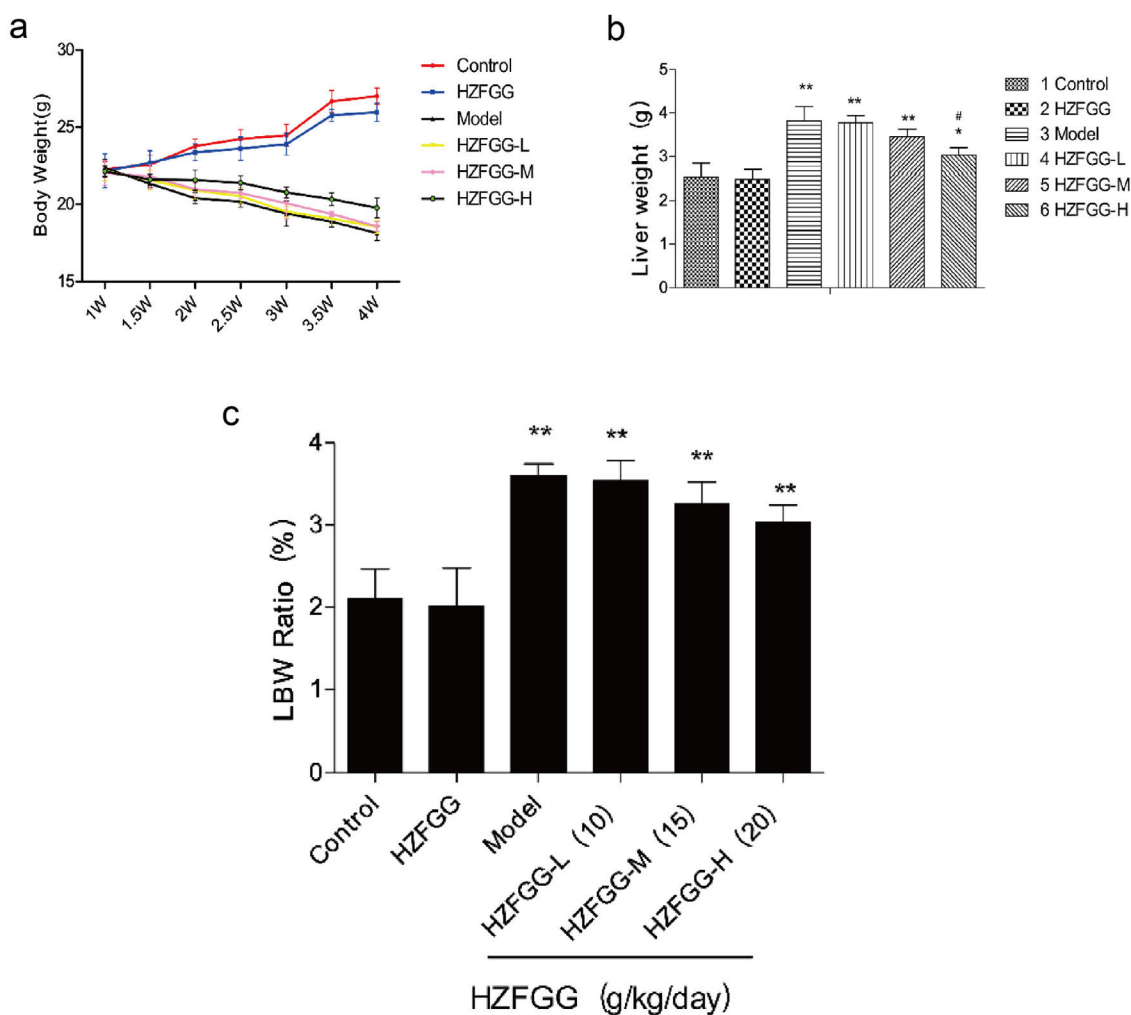 a
30
25
20
15
Body Weight(g)
1W
1.5W
2W
2.5W
3W
3.5W
4W
Control
HZFGG
Model
HZFGG-L
HZFGG-M
HZFGG-H
b
5
4
3
2
1
0
Liver weight (g)
**
**
**
#
*
1 Control
2 HZFGG
3 Model
4 HZFGG-L
5 HZFGG-M
6 HZFGG-H
c
4
3
2
1
0
LBW Ratio (%)
**
**
**
**
Control
HZFGG
Model
HZFGG-L (10)
HZFGG-M (15)
HZFGG-H (20)
HZFGG (g/kg/day)